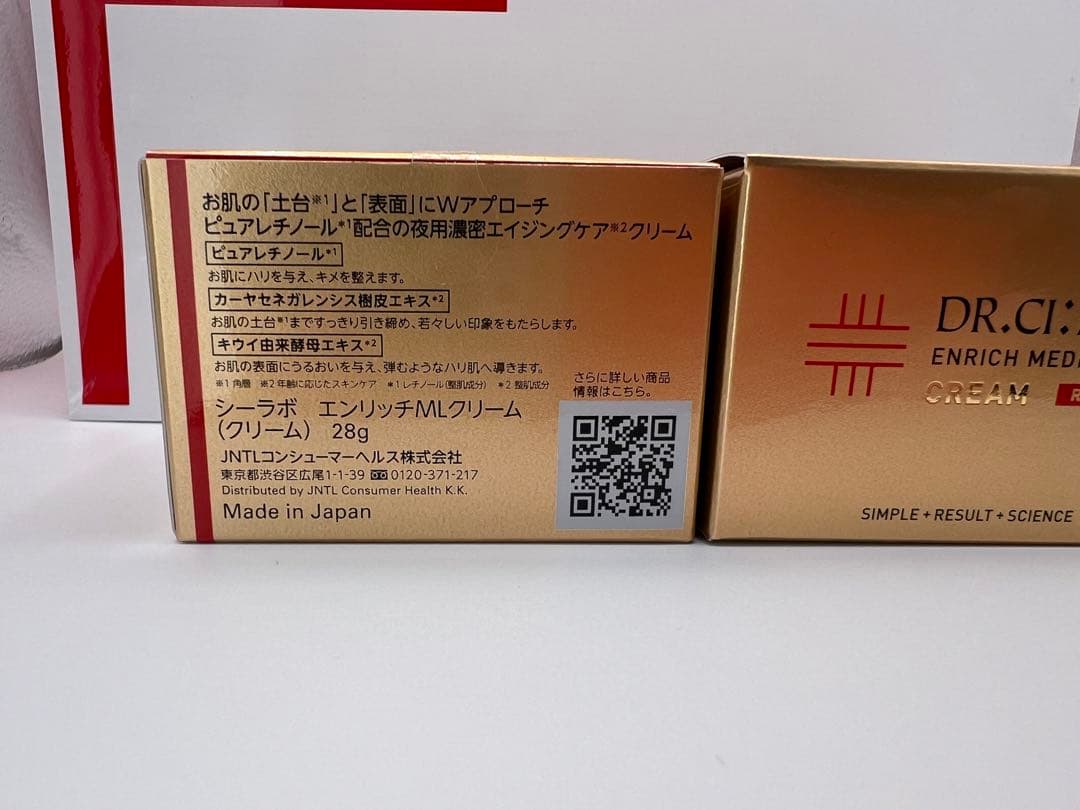 お肌の「土台※1」と「表面」にWアプローチ
ピュアレチノール*1配合の夜用濃密エイジングケア※2クリーム
ピュアレチノール*1
お肌にハリを与え、キメを整えます。
カーヤセネガレンシス樹皮エキス*2
お肌の土台※1まですっきり引き締め、若々しい印象をもたらします。
キウイ由来酵母エキス*2
お肌の表面にうるおいを与え、弾むようなハリ肌へ導きます。
※1 角層 ※2 年齢に応じたスキンケア *1 レチノール(整肌成分) *2 整肌成分
さらに詳しい商品
情報はこちら。
シーラボ エンリッチMLクリーム
(クリーム) 28g
JNTLコンシューマーヘルス株式会社
東京都渋谷区広尾1-1-39 0120-371-217
Distributed by JNTL Consumer Health K.K.
Made in Japan
DR.CI:
ENRICH MEDI
CREAM
SIMPLE+RESULT+SCIENCE